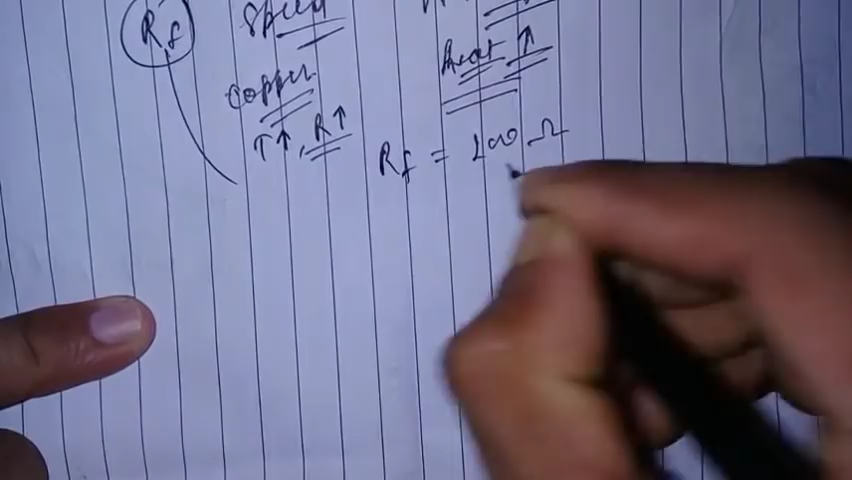 Rf Speed
Copper Heat ↑
T↑, R↑
Rf = 100 Ω